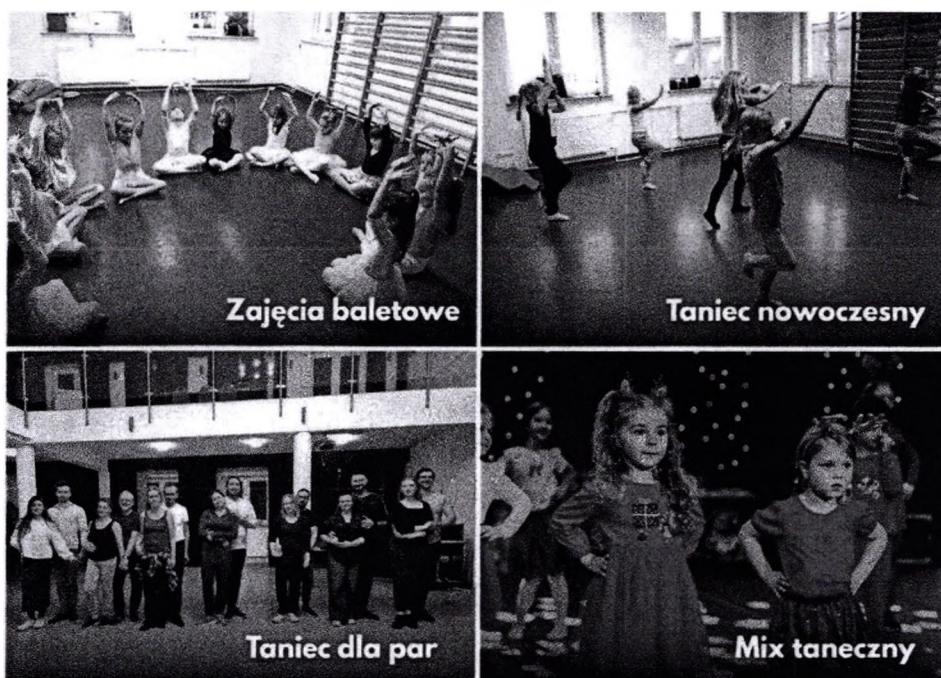 Zajęcia baletowe
Taniec nowoczesny
Taniec dla par
Mix taneczny